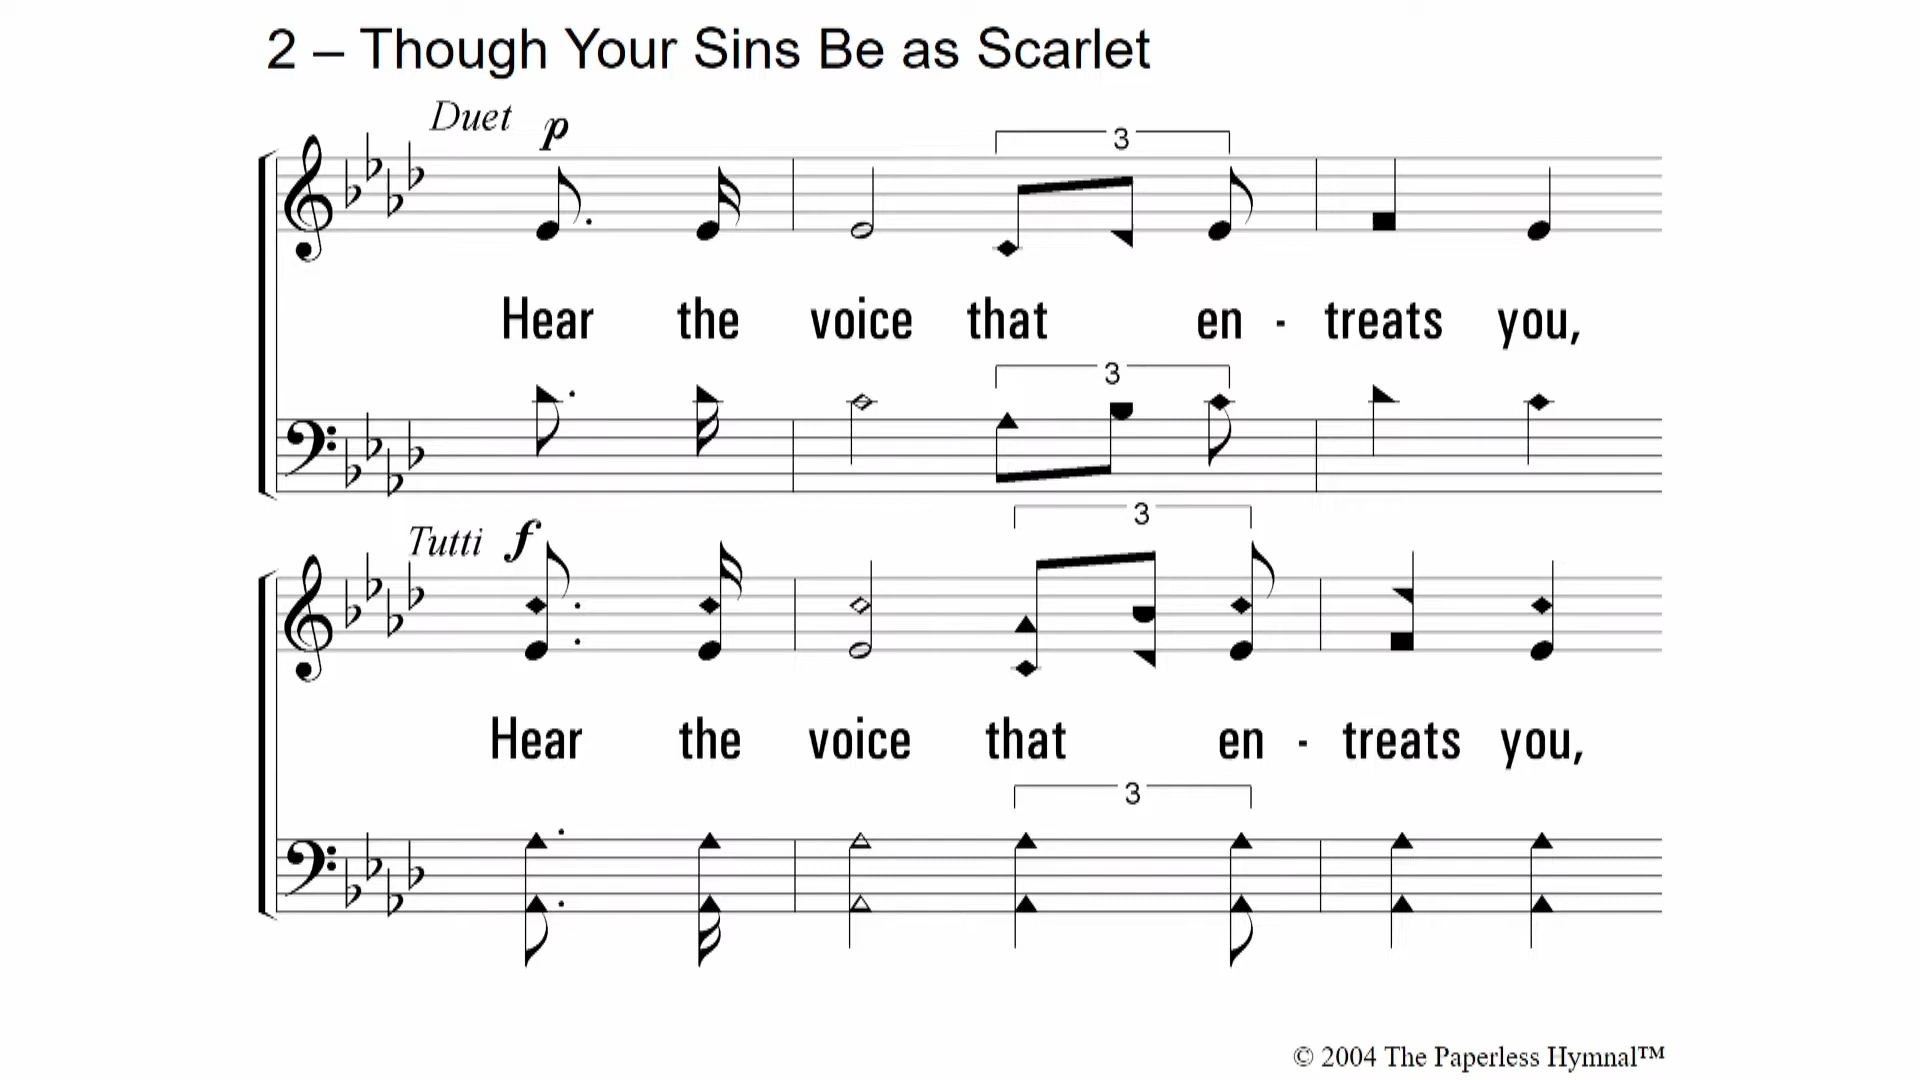 2 – Though Your Sins Be as Scarlet
Duet p
3
Hear the voice that en - treats you,
3
Tutti f
3
Hear the voice that en - treats you,
3
© 2004 The Paperless Hymnal™